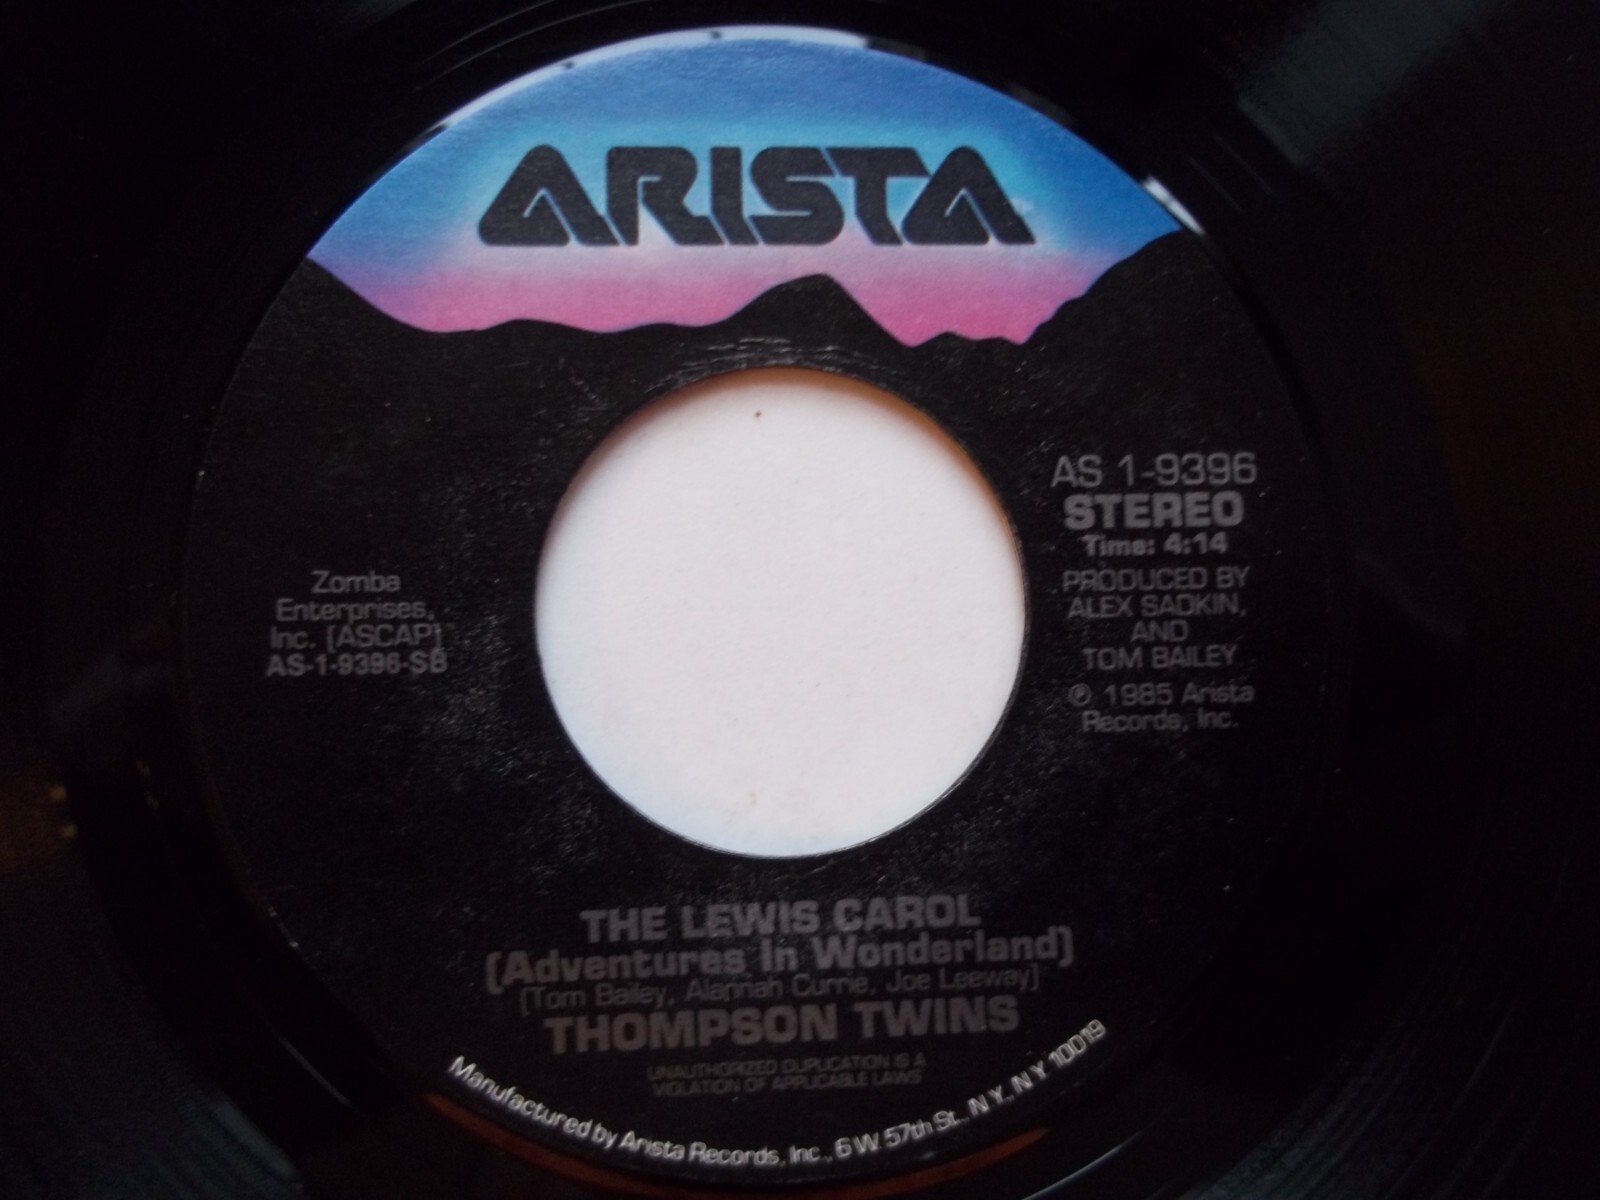 ARISTA
AS 1-9396
STEREO
Time: 4:14
PRODUCED BY
ALEX SADKIN,
AND
TOM BAILEY
℗ 1985 Arista
Records, Inc.
Zomba
Enterprises,
Inc. [ASCAP]
AS-1-9396-SB
THE LEWIS CAROL
(Adventures In Wonderland)
[Tom Bailey, Alannah Currie, Joe Leeway]
THOMPSON TWINS
UNAUTHORIZED DUPLICATION IS A
VIOLATION OF APPLICABLE LAWS
Manufactured by Arista Records, Inc., 6 W. 57th St., N.Y., N Y 10019